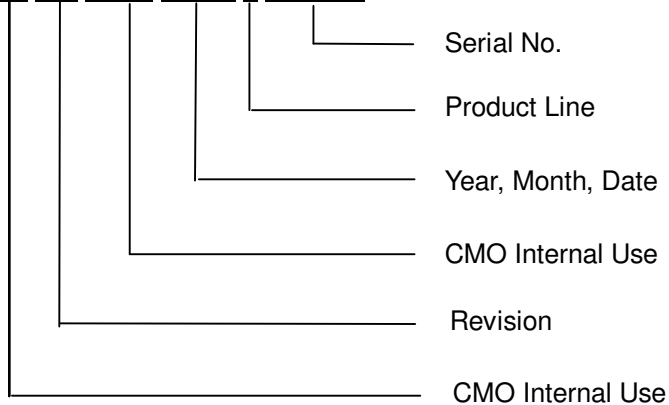 Serial No.
Product Line
Year, Month, Date
CMO Internal Use
Revision
CMO Internal Use